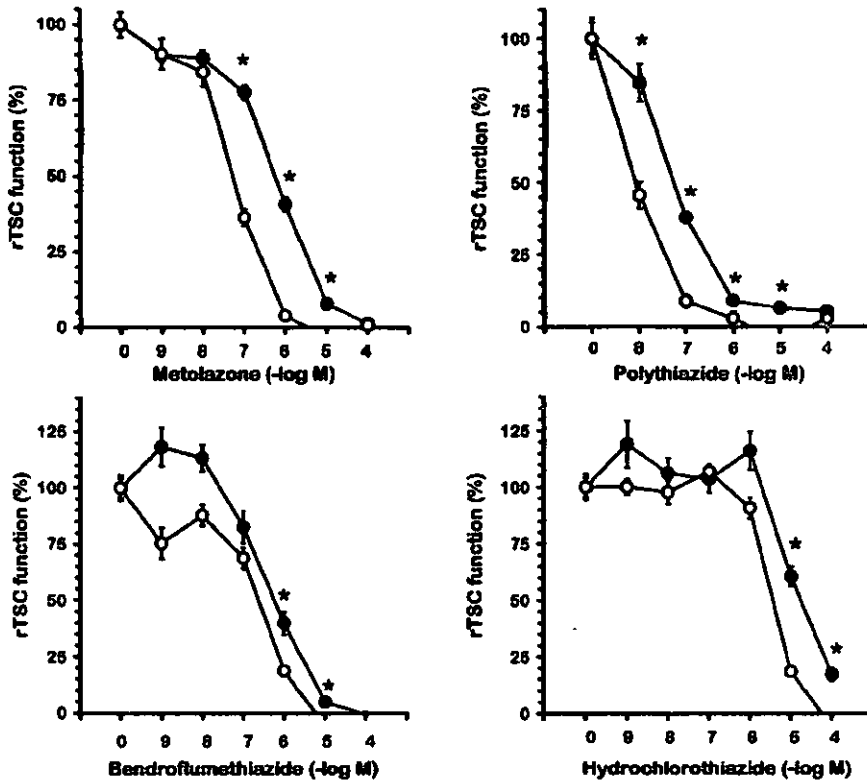 rTSC function (%)
100
75
50
25
0
*
*
*
0 9 8 7 6 5 4
Metolazone (-log M)
rTSC function (%)
100
75
50
25
0
*
*
*
*
0 8 7 6 5 4
Polythiazide (-log M)
rTSC function (%)
125
100
75
50
25
0
*
*
0 9 8 7 6 5 4
Bendroflumethiazide (-log M)
rTSC function (%)
125
100
75
50
25
0
*
*
0 9 8 7 6 5 4
Hydrochlorothiazide (-log M)